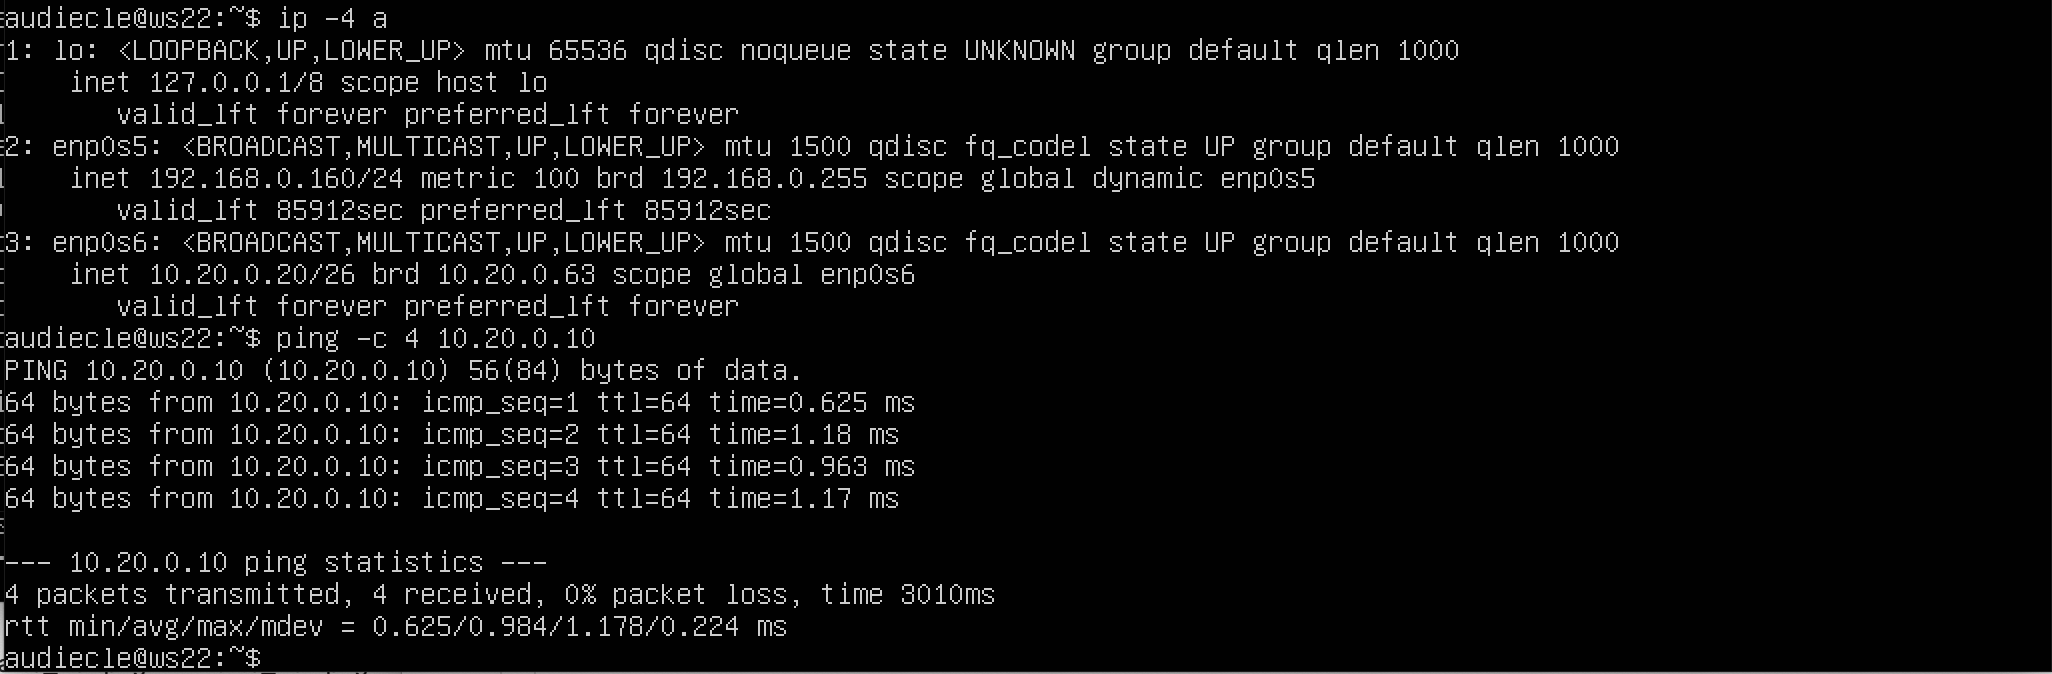 audiecle@ws22:~$ ip -4 a
1: lo: <LOOPBACK,UP,LOWER_UP> mtu 65536 qdisc noqueue state UNKNOWN group default qlen 1000
    inet 127.0.0.1/8 scope host lo
       valid_lft forever preferred_lft forever
2: enp0s5: <BROADCAST,MULTICAST,UP,LOWER_UP> mtu 1500 qdisc fq_codel state UP group default qlen 1000
    inet 192.168.0.160/24 metric 100 brd 192.168.0.255 scope global dynamic enp0s5
       valid_lft 85912sec preferred_lft 85912sec
3: enp0s6: <BROADCAST,MULTICAST,UP,LOWER_UP> mtu 1500 qdisc fq_codel state UP group default qlen 1000
    inet 10.20.0.20/26 brd 10.20.0.63 scope global enp0s6
       valid_lft forever preferred_lft forever
audiecle@ws22:~$ ping -c 4 10.20.0.10
PING 10.20.0.10 (10.20.0.10) 56(84) bytes of data.
64 bytes from 10.20.0.10: icmp_seq=1 ttl=64 time=0.625 ms
64 bytes from 10.20.0.10: icmp_seq=2 ttl=64 time=1.18 ms
64 bytes from 10.20.0.10: icmp_seq=3 ttl=64 time=0.963 ms
64 bytes from 10.20.0.10: icmp_seq=4 ttl=64 time=1.17 ms

--- 10.20.0.10 ping statistics ---
4 packets transmitted, 4 received, 0% packet loss, time 3010ms
rtt min/avg/max/mdev = 0.625/0.984/1.178/0.224 ms
audiecle@ws22:~$